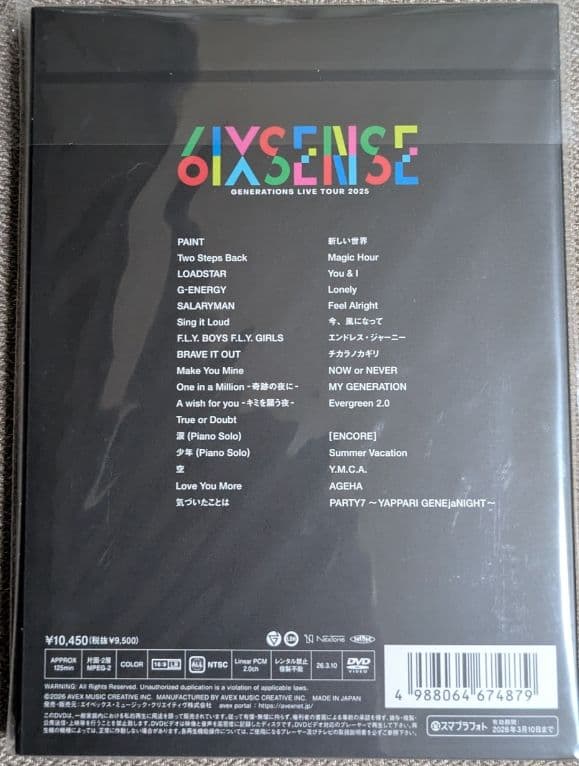 6IXSENSE
GENERATIONS LIVE TOUR 2025
PAINT
Two Steps Back
LOADSTAR
G-ENERGY
SALARYMAN
Sing it Loud
F.L.Y. BOYS F.L.Y. GIRLS
BRAVE IT OUT
Make You Mine
One in a Million -奇跡の夜に-
A wish for you -キミを願う夜-
True or Doubt
涙 (Piano Solo)
少年 (Piano Solo)
空
Love You More
気づいたことは
新しい世界
Magic Hour
You & I
Lonely
Feel Alright
今、風になって
エンドレス・ジャーニー
チカラノカギリ
NOW or NEVER
MY GENERATION
Evergreen 2.0
[ENCORE]
Summer Vacation
Y.M.C.A.
AGEHA
PARTY7 ～YAPPARI GENEjaNIGHT～
¥10,450(税抜¥9,500)
LDH
NexTone
APPROX 125min
片面・2層 MPEG-2
COLOR
16:9 LB
ALL NTSC
Linear PCM 2.0ch
レンタル禁止 複製不能
26.3.10
DVD VIDEO
WARNING: All Rights Reserved. Unauthorized duplication is a violation of applicable laws.
©2026 AVEX MUSIC CREATIVE INC. MANUFACTURED BY AVEX MUSIC CREATIVE INC. MADE IN JAPAN
発売・販売元：エイベックス・ミュージック・クリエイティヴ株式会社 avex portal : https://avexnet.jp/
4 988064 674879
スマプラフォト
有効期間：2028年3月10日まで